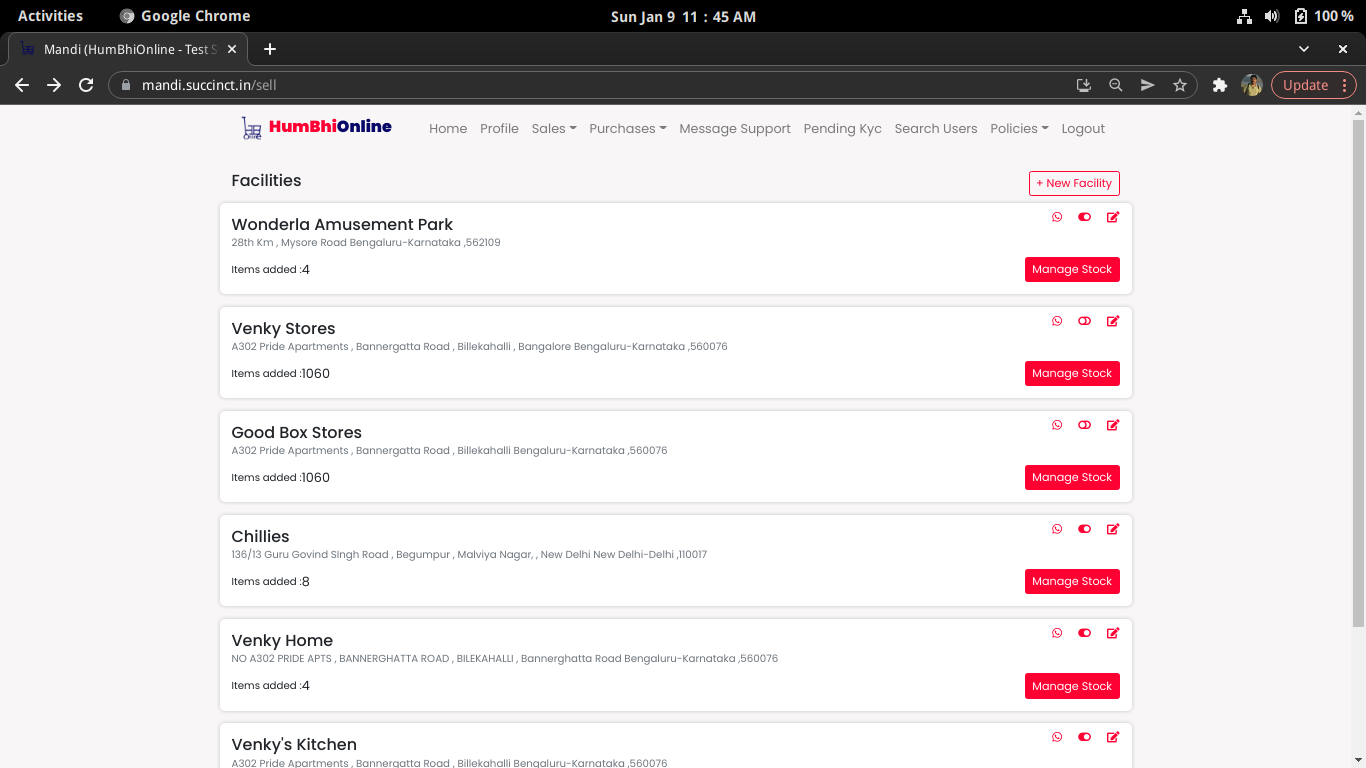 Activities Google Chrome Sun Jan 9 11 : 45 AM 100 %
Mandi (HumBhiOnline - Test S
mandi.succinct.in/sell Update
HumBhiOnline Home Profile Sales Purchases Message Support Pending Kyc Search Users Policies Logout
Facilities + New Facility
Wonderla Amusement Park
28th Km , Mysore Road Bengaluru-Karnataka ,562109
Items added :4 Manage Stock
Venky Stores
A302 Pride Apartments , Bannergatta Road , Billekahalli , Bangalore Bengaluru-Karnataka ,560076
Items added :1060 Manage Stock
Good Box Stores
A302 Pride Apartments , Bannergatta Road , Billekahalli Bengaluru-Karnataka ,560076
Items added :1060 Manage Stock
Chillies
136/13 Guru Govind SIngh Road , Begumpur , Malviya Nagar, , New Delhi New Delhi-Delhi ,110017
Items added :8 Manage Stock
Venky Home
NO A302 PRIDE APTS , BANNERGHATTA ROAD , BILEKAHALLI , Bannerghatta Road Bengaluru-Karnataka ,560076
Items added :4 Manage Stock
Venky's Kitchen
A302 Pride Apartments , Bannergatta Road , Billekahalli Bengaluru-Karnataka ,560076